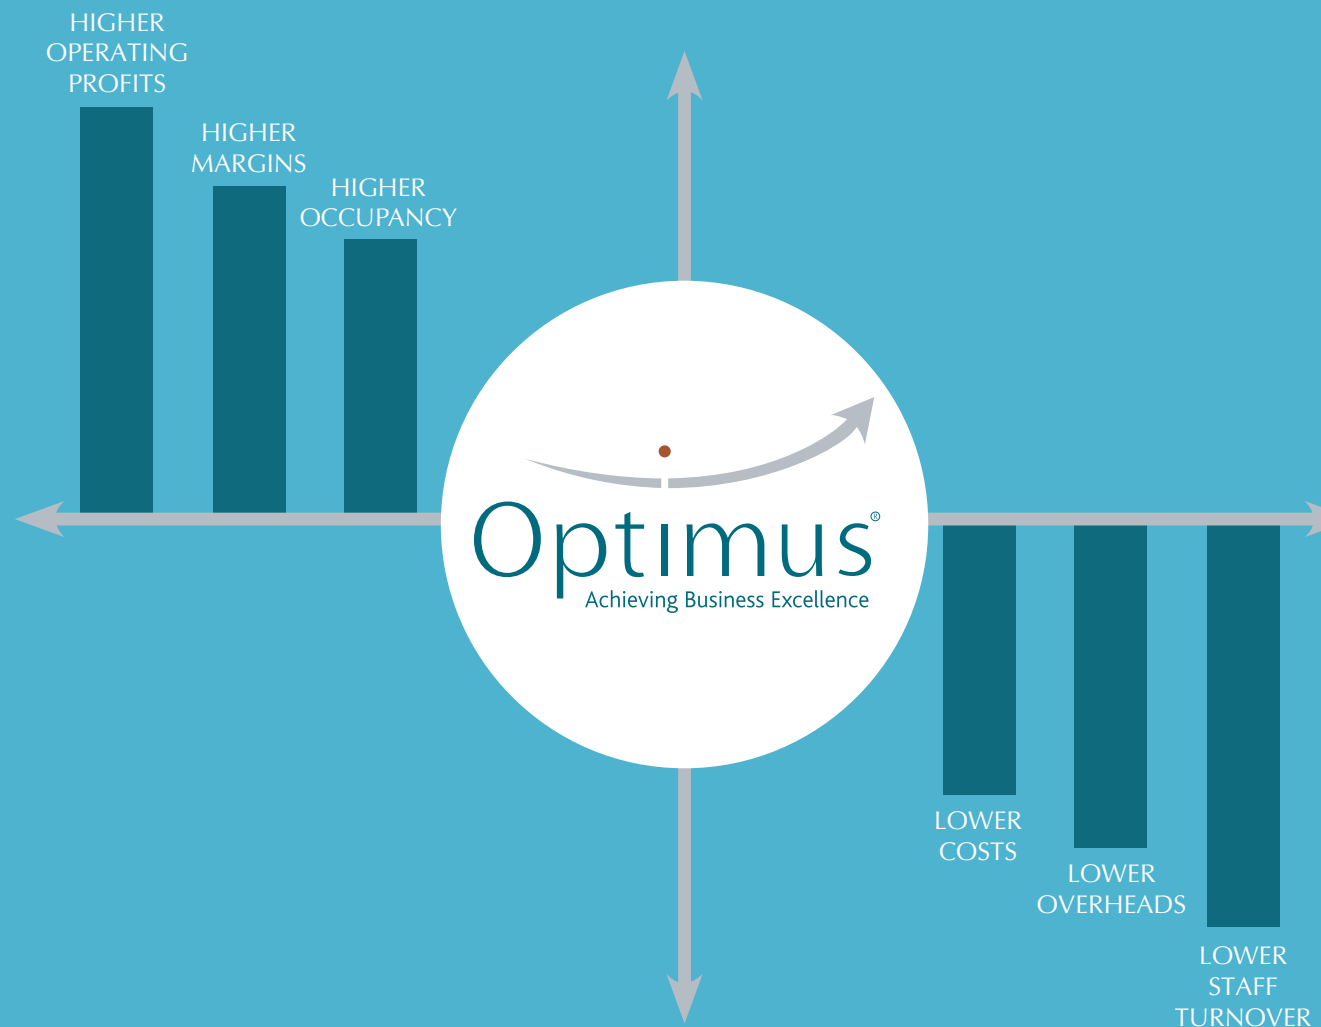 HIGHER
OPERATING
PROFITS
HIGHER
MARGINS
HIGHER
OCCUPANCY
Optimus®
Achieving Business Excellence
LOWER
COSTS
LOWER
OVERHEADS
LOWER
STAFF
TURNOVER